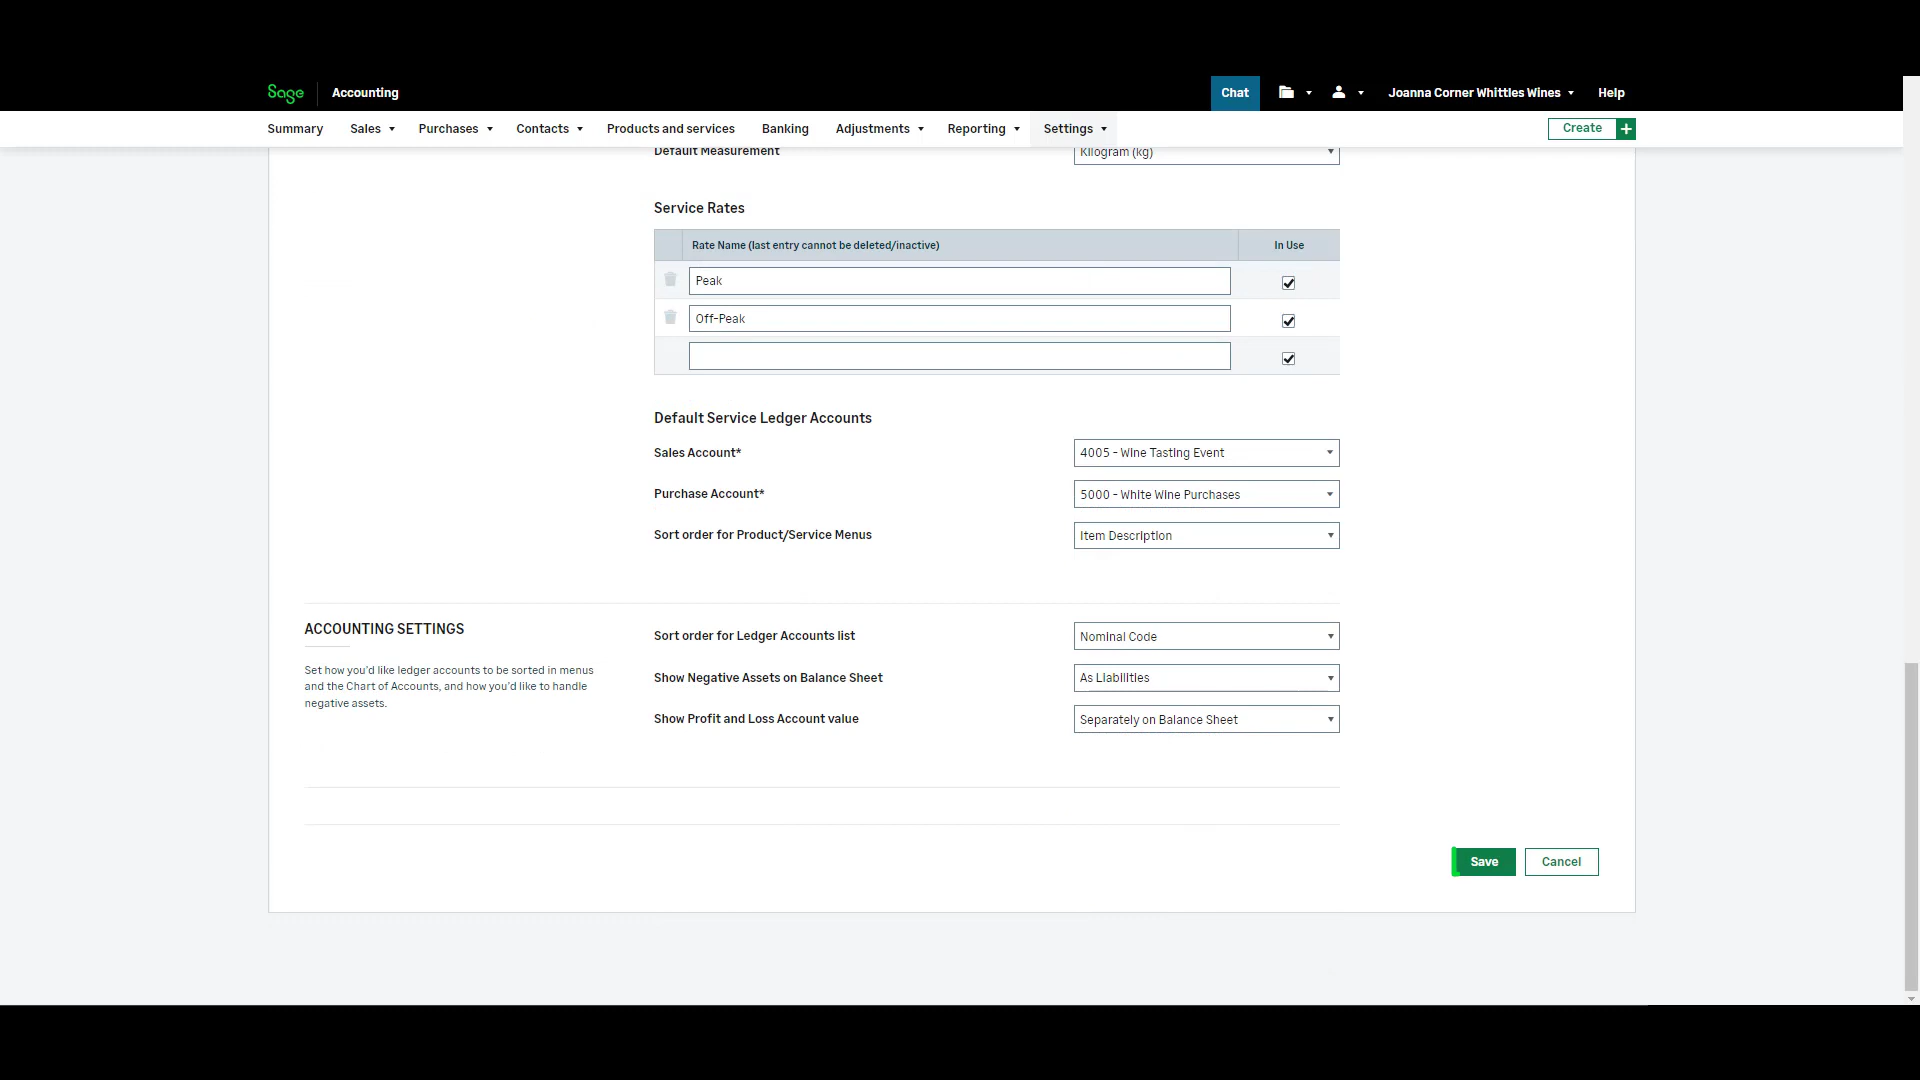 Sage Accounting Chat Joanna Corner Whittles Wines Help
Summary Sales Purchases Contacts Products and services Banking Adjustments Reporting Settings Create +
Default Measurement Kilogram (kg)
Service Rates
Rate Name (last entry cannot be deleted/inactive) In Use
Peak
Off-Peak
Default Service Ledger Accounts
Sales Account* 4005 - Wine Tasting Event
Purchase Account* 5000 - White Wine Purchases
Sort order for Product/Service Menus Item Description
ACCOUNTING SETTINGS
Set how you'd like ledger accounts to be sorted in menus
and the Chart of Accounts, and how you'd like to handle
negative assets.
Sort order for Ledger Accounts list Nominal Code
Show Negative Assets on Balance Sheet As Liabilities
Show Profit and Loss Account value Separately on Balance Sheet
Save Cancel